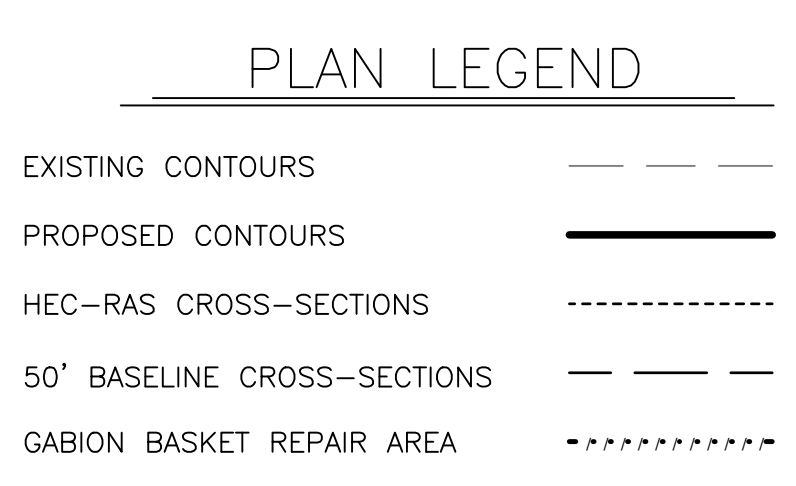 PLAN LEGEND
EXISTING CONTOURS
PROPOSED CONTOURS
HEC-RAS CROSS-SECTIONS
50' BASELINE CROSS-SECTIONS
GABION BASKET REPAIR AREA